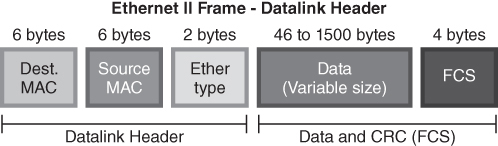 Ethernet II Frame - Datalink Header
6 bytes 6 bytes 2 bytes 46 to 1500 bytes 4 bytes
Dest. Source Ether Data FCS
MAC MAC type (Variable size)
Datalink Header Data and CRC (FCS)